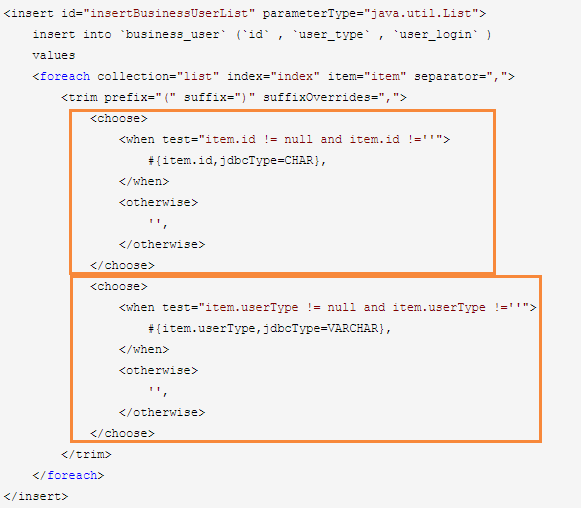 <insert id="insertBusinessUserList" parameterType="java.util.List">
insert into `business_user` (`id` , `user_type` , `user_login` )
values
<foreach collection="list" index="index" item="item" separator=",">
<trim prefix="(" suffix=")" suffixOverrides=",">
<choose>
<when test="item.id != null and item.id !=''">
#{item.id,jdbcType=CHAR},
</when>
<otherwise>
'',
</otherwise>
</choose>
<choose>
<when test="item.userType != null and item.userType !=''">
#{item.userType,jdbcType=VARCHAR},
</when>
<otherwise>
'',
</otherwise>
</choose>
</trim>
</foreach>
</insert>